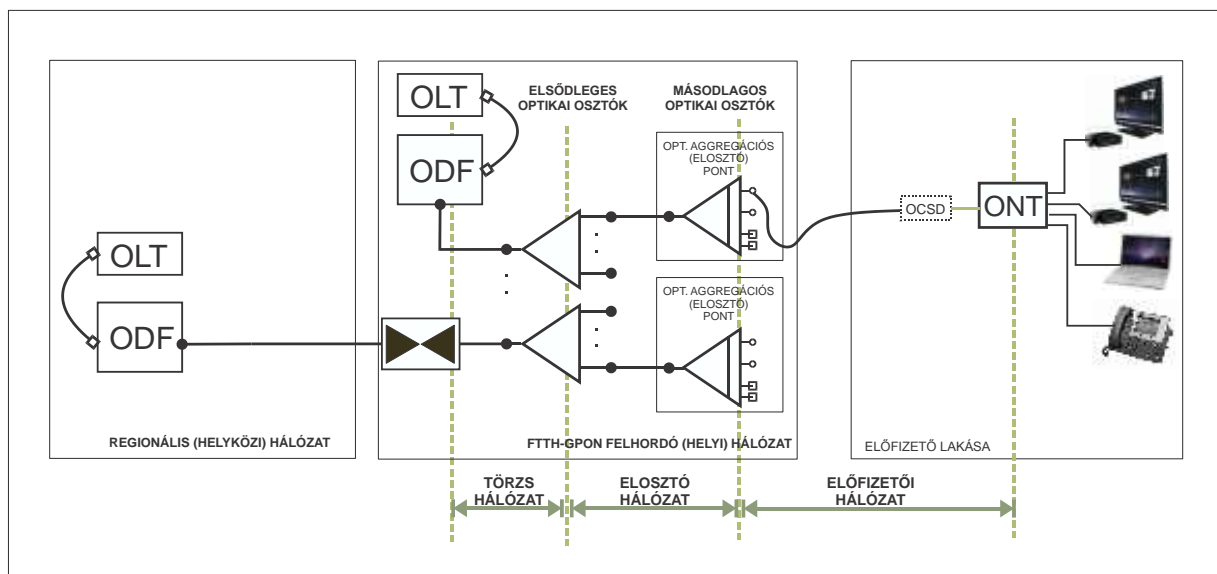 OLT
ODF
REGIONÁLIS (HELYKÖZI) HÁLÓZAT
OLT
ODF
ELSŐDLEGES
OPTIKAI OSZTÓK
MÁSODLAGOS
OPTIKAI OSZTÓK
OPT. AGGREGÁCIÓS
(ELOSZTÓ)
PONT
OPT. AGGREGÁCIÓS
(ELOSZTÓ)
PONT
FTTH-GPON FELHORDÓ (HELYI) HÁLÓZAT
OCSD
ONT
ELŐFIZETŐ LAKÁSA
TÖRZS
HÁLÓZAT
ELOSZTÓ
HÁLÓZAT
ELŐFIZETŐI
HÁLÓZAT